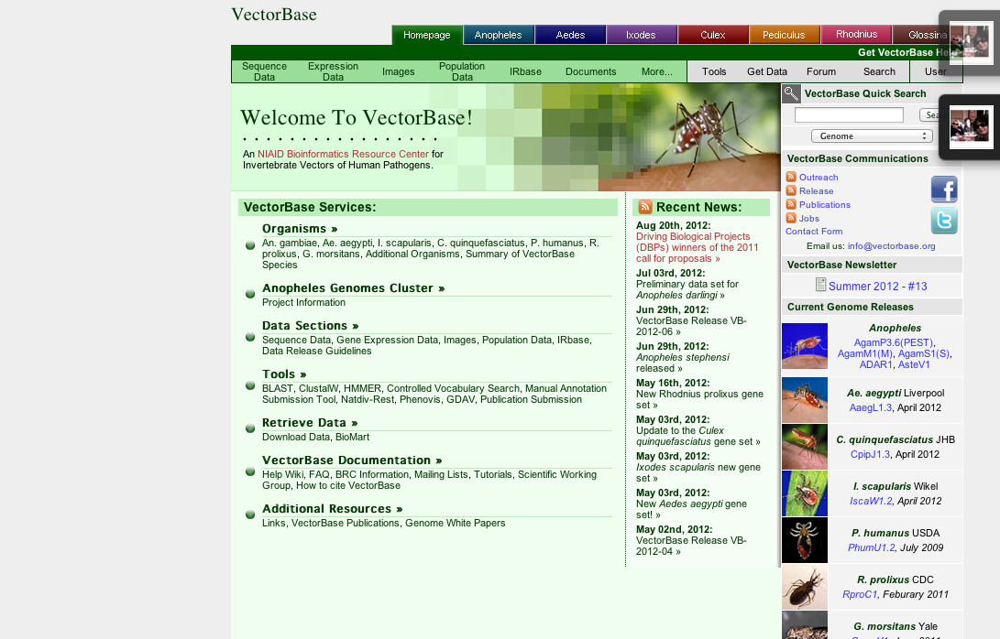 VectorBase
Homepage Anopheles Aedes Ixodes Culex Pediculus Rhodnius Glossina
Get VectorBase Help
Sequence Data Expression Data Images Population Data IRbase Documents More... Tools Get Data Forum Search User
Welcome To VectorBase!
An NIAID Bioinformatics Resource Center for
Invertebrate Vectors of Human Pathogens.
VectorBase Services:
Organisms »
An. gambiae, Ae. aegypti, I. scapularis, C. quinquefasciatus, P. humanus, R.
prolixus, G. morsitans, Additional Organisms, Summary of VectorBase
Species
Anopheles Genomes Cluster »
Project Information
Data Sections »
Sequence Data, Gene Expression Data, Images, Population Data, IRbase,
Data Release Guidelines
Tools »
BLAST, ClustalW, HMMER, Controlled Vocabulary Search, Manual Annotation
Submission Tool, Natdiv-Rest, Phenovis, GDAV, Publication Submission
Retrieve Data »
Download Data, BioMart
VectorBase Documentation »
Help Wiki, FAQ, BRC Information, Mailing Lists, Tutorials, Scientific Working
Group, How to cite VectorBase
Additional Resources »
Links, VectorBase Publications, Genome White Papers
Recent News:
Aug 20th, 2012:
Driving Biological Projects
(DBPs) winners of the 2011
call for proposals »
Jul 03rd, 2012:
Preliminary data set for
Anopheles darlingi »
Jun 29th, 2012:
VectorBase Release VB-
2012-06 »
Jun 29th, 2012:
Anopheles stephensi
released »
May 16th, 2012:
New Rhodnius prolixus gene
set »
May 03rd, 2012:
Update to the Culex
quinquefasciatus gene set »
May 03rd, 2012:
Ixodes scapularis new gene
set »
May 03rd, 2012:
New Aedes aegypti gene
set! »
May 02nd, 2012:
VectorBase Release VB-
2012-04 »
VectorBase Quick Search
Genome
VectorBase Communications
Outreach
Release
Publications
Jobs
Contact Form
Email us: info@vectorbase.org
VectorBase Newsletter
Summer 2012 - #13
Current Genome Releases
Anopheles
AgamP3.6(PEST),
AgamM1(M), AgamS1(S),
ADAR1, AsteV1
Ae. aegypti Liverpool
AaegL1.3, April 2012
C. quinquefasciatus JHB
CpipJ1.3, April 2012
I. scapularis Wikel
IscaW1.2, April 2012
P. humanus USDA
PhumU1.2, July 2009
R. prolixus CDC
RproC1, Feburary 2011
G. morsitans Yale